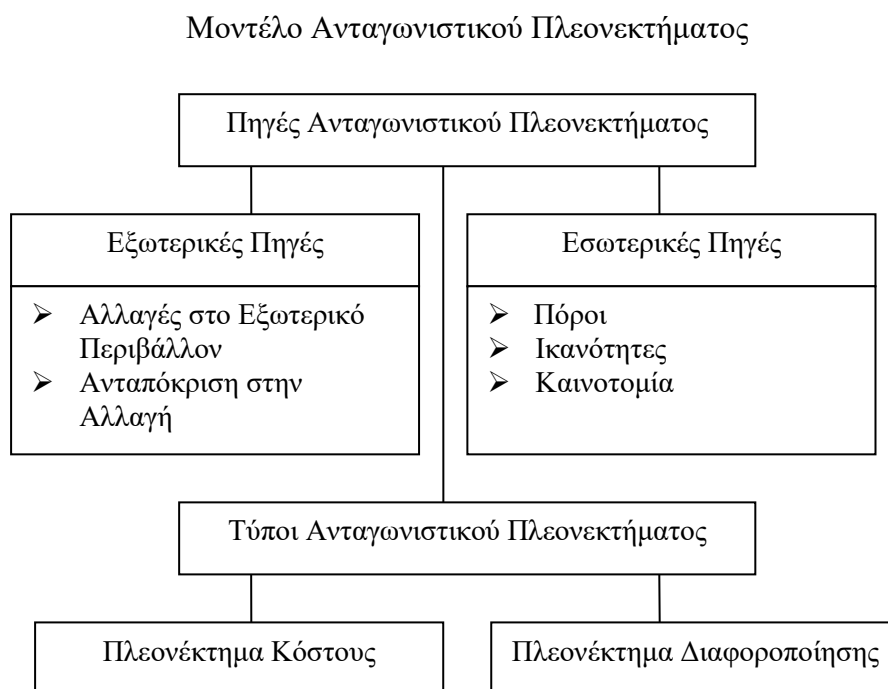 Μοντέλο Ανταγωνιστικού Πλεονεκτήματος
Πηγές Ανταγωνιστικού Πλεονεκτήματος
Εξωτερικές Πηγές
➢ Αλλαγές στο Εξωτερικό
Περιβάλλον
➢ Ανταπόκριση στην
Αλλαγή
Εσωτερικές Πηγές
➢ Πόροι
➢ Ικανότητες
➢ Καινοτομία
Τύποι Ανταγωνιστικού Πλεονεκτήματος
Πλεονέκτημα Κόστους
Πλεονέκτημα Διαφοροποίησης